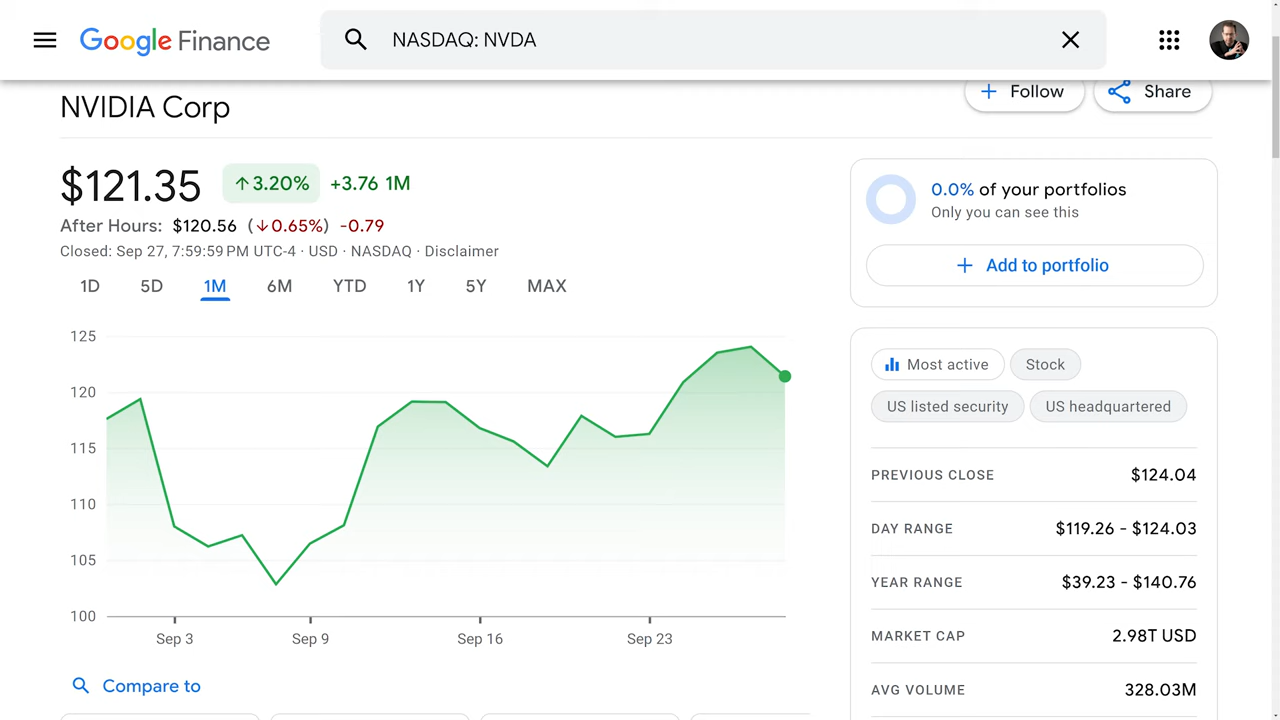 Google Finance
NASDAQ: NVDA
NVIDIA Corp
Follow
Share
$121.35
↑3.20%
+3.76 1M
After Hours: $120.56 (↓0.65%) -0.79
Closed: Sep 27, 7:59:59 PM UTC-4 · USD · NASDAQ · Disclaimer
1D 5D 1M 6M YTD 1Y 5Y MAX
125
120
115
110
105
100
Sep 3 Sep 9 Sep 16 Sep 23
Compare to
0.0% of your portfolios
Only you can see this
+ Add to portfolio
Most active
Stock
US listed security
US headquartered
PREVIOUS CLOSE $124.04
DAY RANGE $119.26 - $124.03
YEAR RANGE $39.23 - $140.76
MARKET CAP 2.98T USD
AVG VOLUME 328.03M